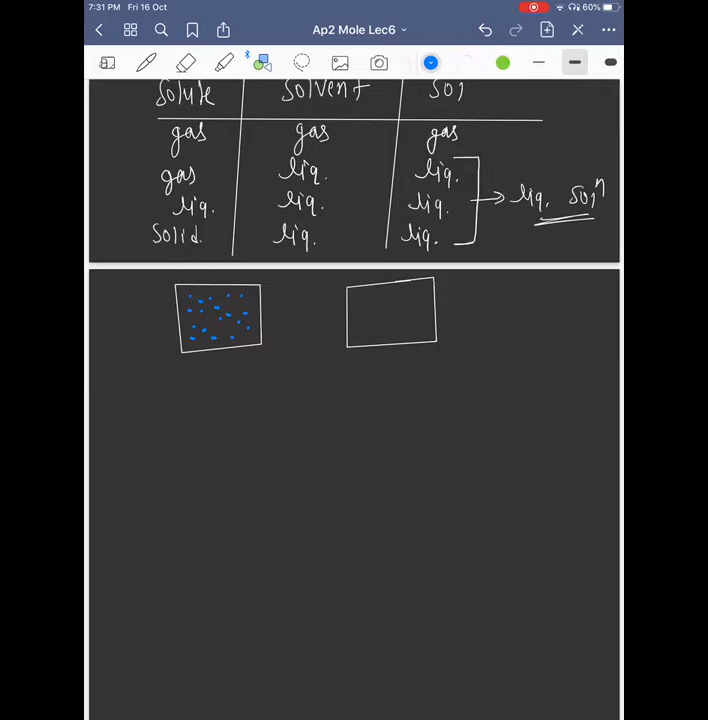 7:31 PM Fri 16 Oct 60%
Ap2 Mole Lec6
Solute Solvent Sol
gas gas gas
gas liq. liq.
liq. liq. liq. → liq. solⁿ
Solid. liq. liq.